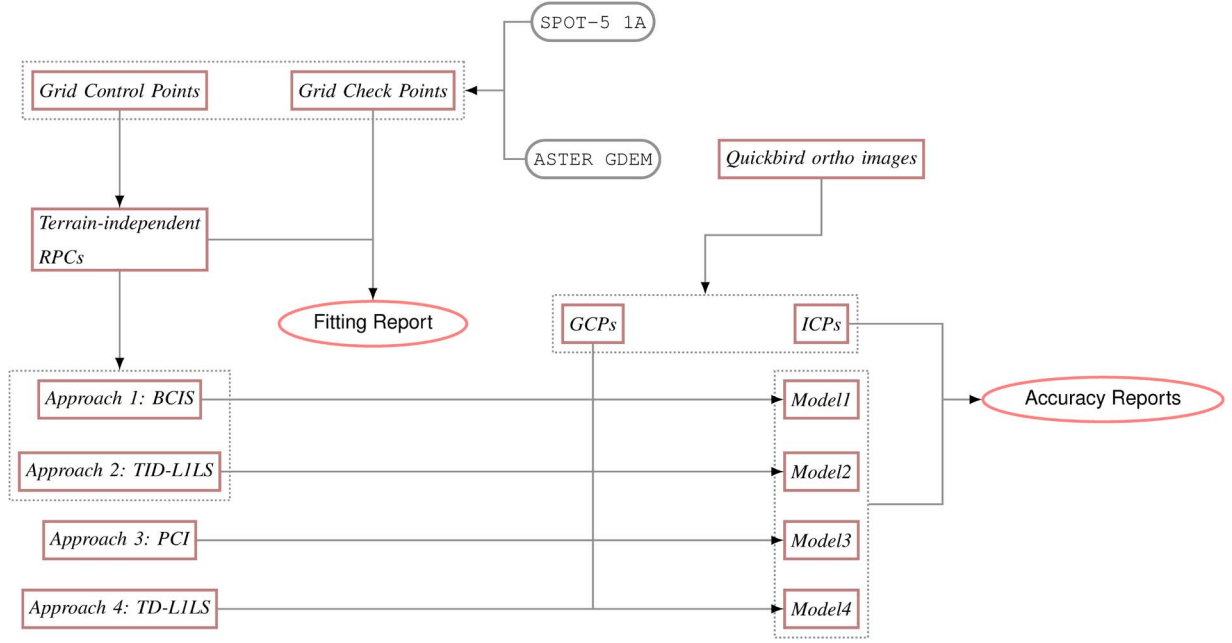 SPOT-5 1A
Grid Control Points
Grid Check Points
ASTER GDEM
Quickbird ortho images
Terrain-independent
RPCs
Fitting Report
GCPs
ICPs
Approach 1: BCIS
Model1
Accuracy Reports
Approach 2: TID-L1LS
Model2
Approach 3: PCI
Model3
Approach 4: TD-L1LS
Model4